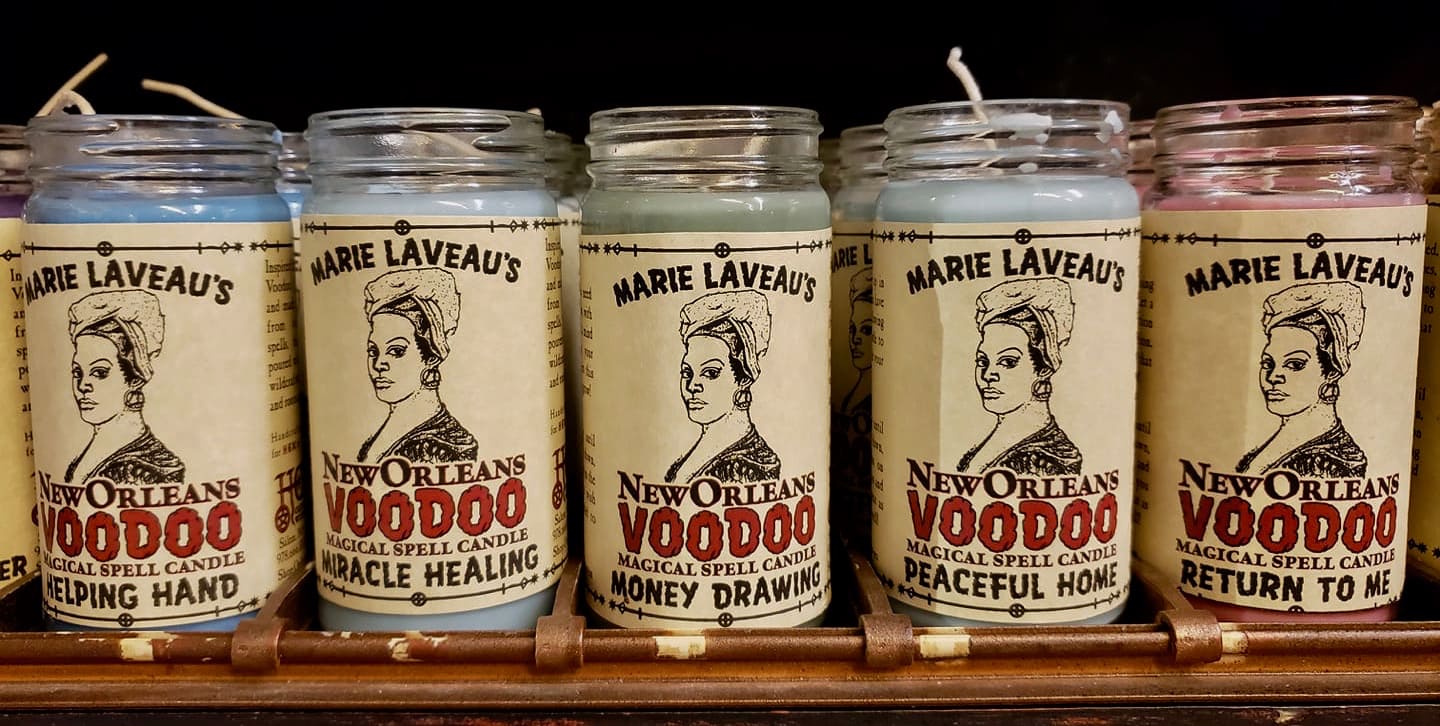 MARIE LAVEAU'S
NEW ORLEANS
VOODOO
MAGICAL SPELL CANDLE
HELPING HAND
MARIE LAVEAU'S
NEW ORLEANS
VOODOO
MAGICAL SPELL CANDLE
MIRACLE HEALING
MARIE LAVEAU'S
NEW ORLEANS
VOODOO
MAGICAL SPELL CANDLE
MONEY DRAWING
MARIE LAVEAU'S
NEW ORLEANS
VOODOO
MAGICAL SPELL CANDLE
PEACEFUL HOME
MARIE LAVEAU'S
NEW ORLEANS
VOODOO
MAGICAL SPELL CANDLE
RETURN TO ME